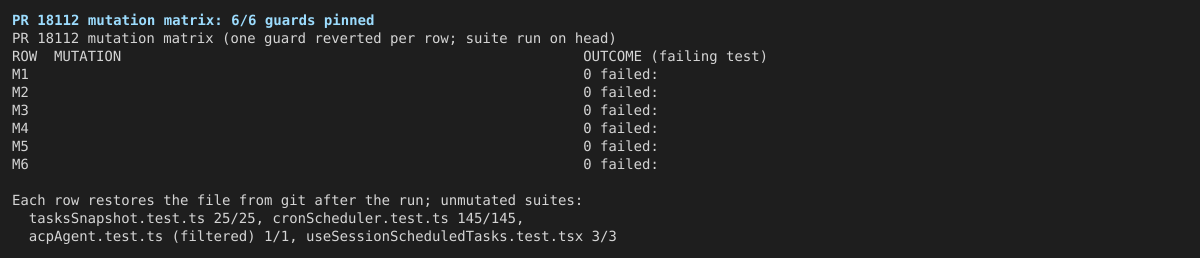 PR 18112 mutation matrix: 6/6 guards pinned
PR 18112 mutation matrix (one guard reverted per row; suite run on head)
ROW  MUTATION  OUTCOME (failing test)
M1  0 failed:
M2  0 failed:
M3  0 failed:
M4  0 failed:
M5  0 failed:
M6  0 failed:
Each row restores the file from git after the run; unmutated suites:
tasksSnapshot.test.ts 25/25, cronScheduler.test.ts 145/145,
acpAgent.test.ts (filtered) 1/1, useSessionScheduledTasks.test.tsx 3/3